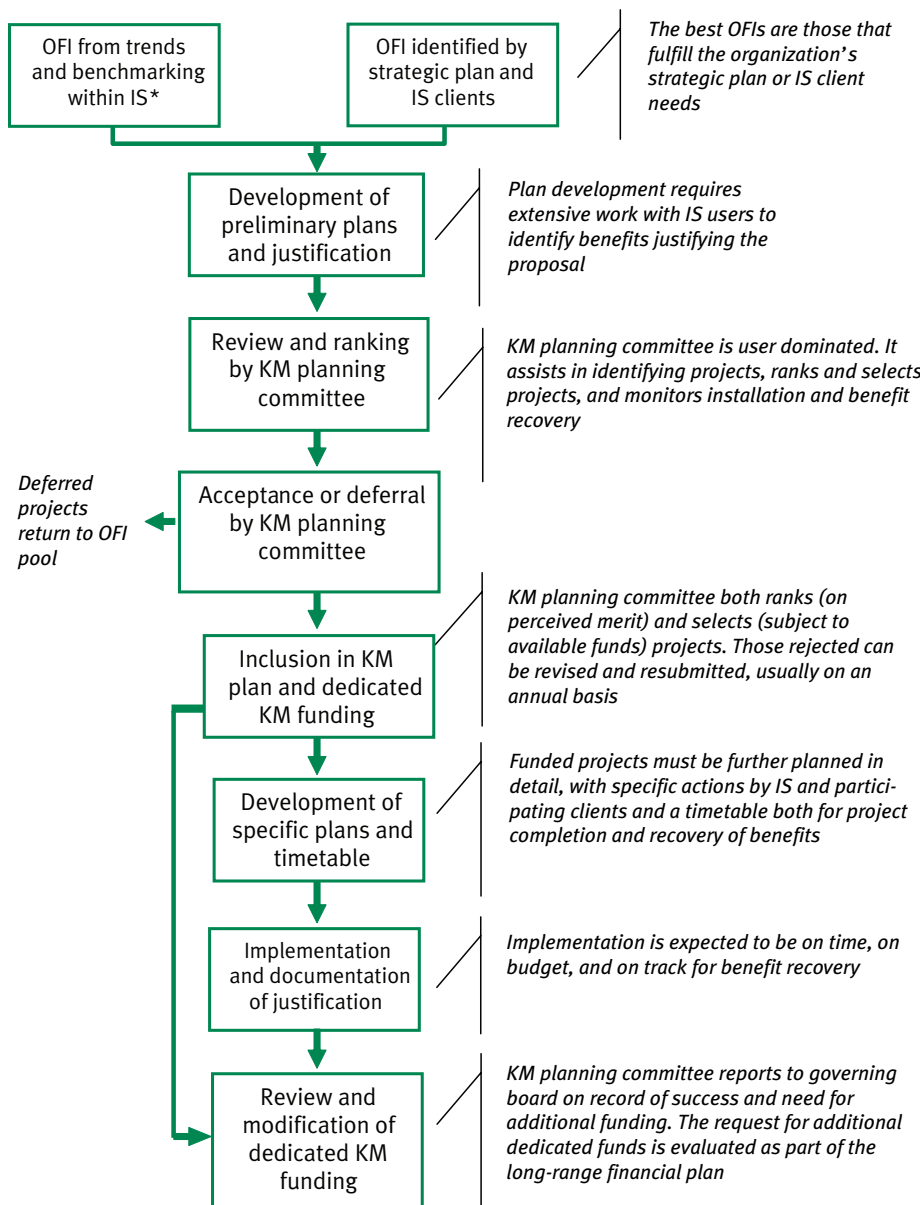 OFI from trends
and benchmarking
within IS*
OFI identified by
strategic plan and
IS clients
The best OFIs are those that
fulfill the organization's
strategic plan or IS client
needs
Development of
preliminary plans
and justification
Plan development requires
extensive work with IS users to
identify benefits justifying the
proposal
Review and ranking
by KM planning
committee
KM planning committee is user dominated. It
assists in identifying projects, ranks and selects
projects, and monitors installation and benefit
recovery
Deferred
projects
return to OFI
pool
Acceptance or deferral
by KM planning
committee
KM planning committee both ranks (on
perceived merit) and selects (subject to
available funds) projects. Those rejected can
be revised and resubmitted, usually on an
annual basis
Inclusion in KM
plan and dedicated
KM funding
Funded projects must be further planned in
detail, with specific actions by IS and partici-
pating clients and a timetable both for project
completion and recovery of benefits
Development of
specific plans and
timetable
Implementation
and documentation
of justification
Implementation is expected to be on time, on
budget, and on track for benefit recovery
Review and
modification of
dedicated KM
funding
KM planning committee reports to governing
board on record of success and need for
additional funding. The request for additional
dedicated funds is evaluated as part of the
long-range financial plan